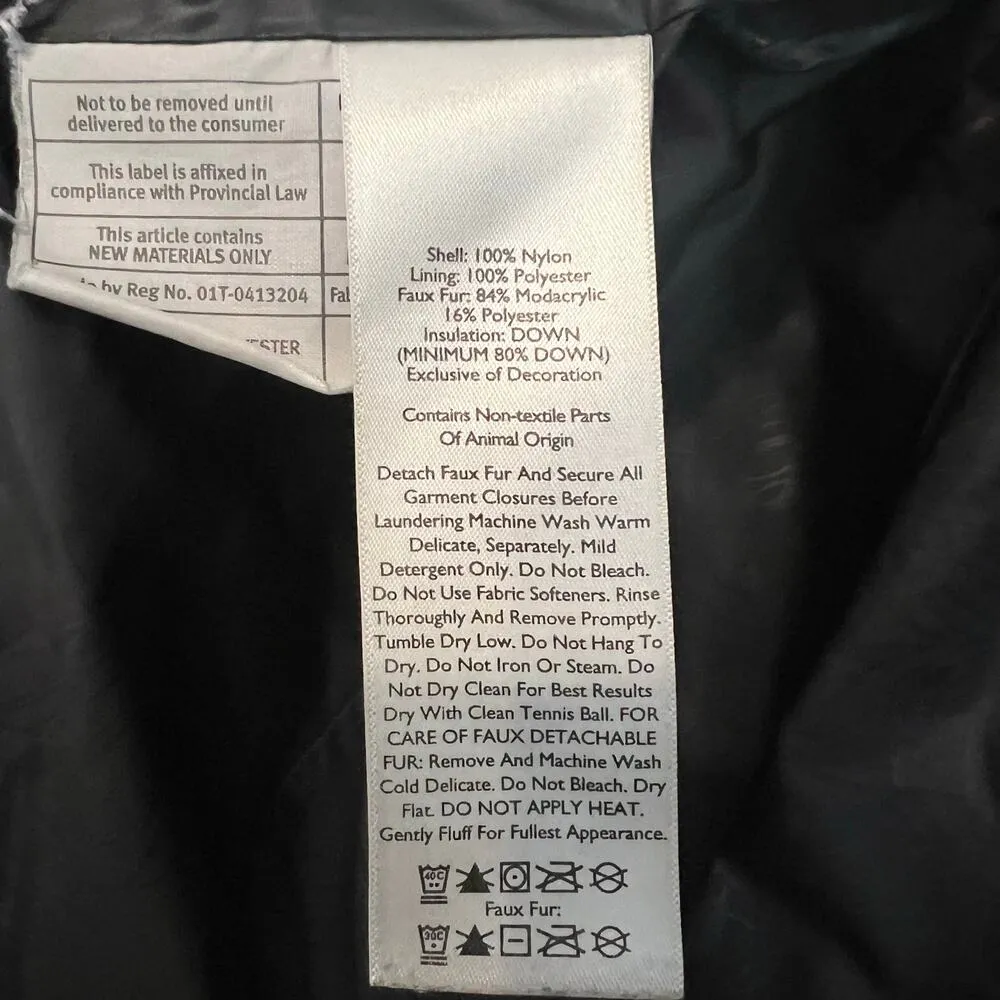 Not to be removed until
delivered to the consumer
This label is affixed in
compliance with Provincial Law
This article contains
NEW MATERIALS ONLY
by Reg No. 01T-0413204
Shell: 100% Nylon
Lining: 100% Polyester
Faux Fur: 84% Modacrylic
16% Polyester
Insulation: DOWN
(MINIMUM 80% DOWN)
Exclusive of Decoration
Contains Non-textile Parts
Of Animal Origin
Detach Faux Fur And Secure All
Garment Closures Before
Laundering Machine Wash Warm
Delicate, Separately. Mild
Detergent Only. Do Not Bleach.
Do Not Use Fabric Softeners. Rinse
Thoroughly And Remove Promptly.
Tumble Dry Low. Do Not Hang To
Dry. Do Not Iron Or Steam. Do
Not Dry Clean For Best Results
Dry With Clean Tennis Ball. FOR
CARE OF FAUX DETACHABLE
FUR: Remove And Machine Wash
Cold Delicate. Do Not Bleach. Dry
Flat. DO NOT APPLY HEAT.
Gently Fluff For Fullest Appearance.
40C
Faux Fur:
30C